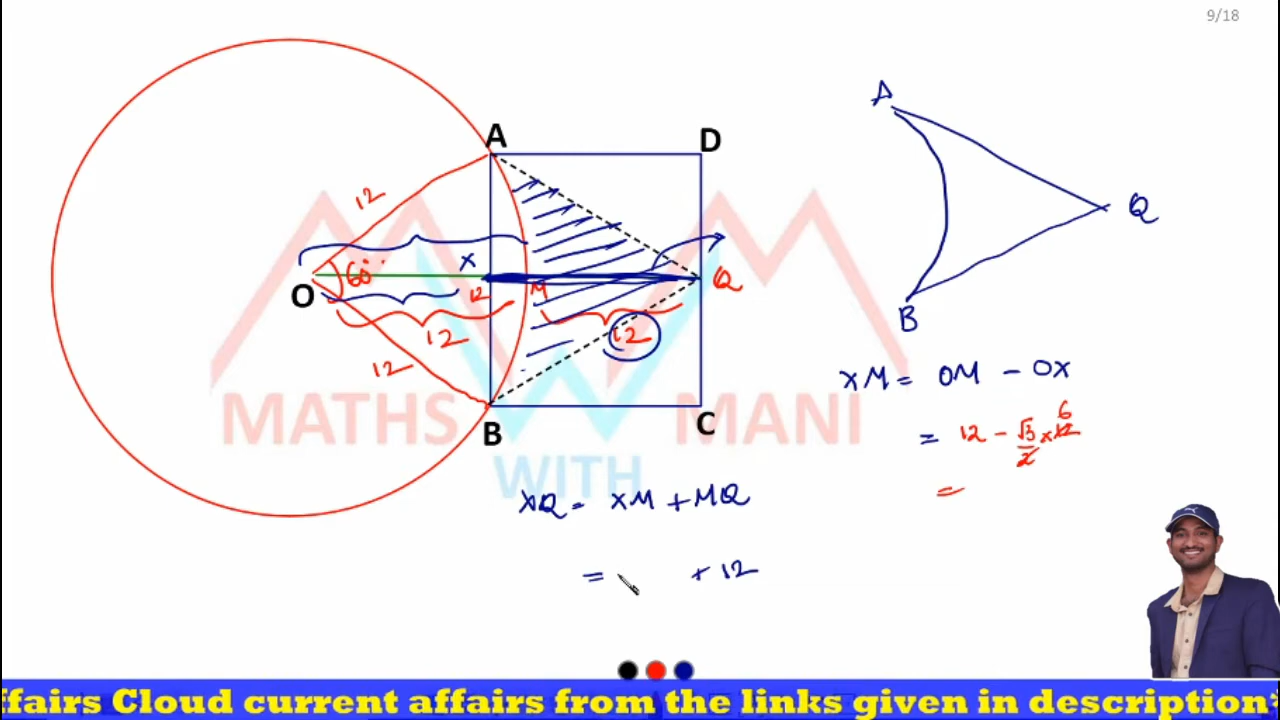 9/18
A
D
A
12
Q
X
60°
Q
O
12
M
12
12
12
B
B
C
XM = OM - OX
MATHS
MANI
= 12 - √3/2 x 12 6
WITH
=
XQ = XM + MQ
= + 12
ffairs Cloud current affairs from the links given in description